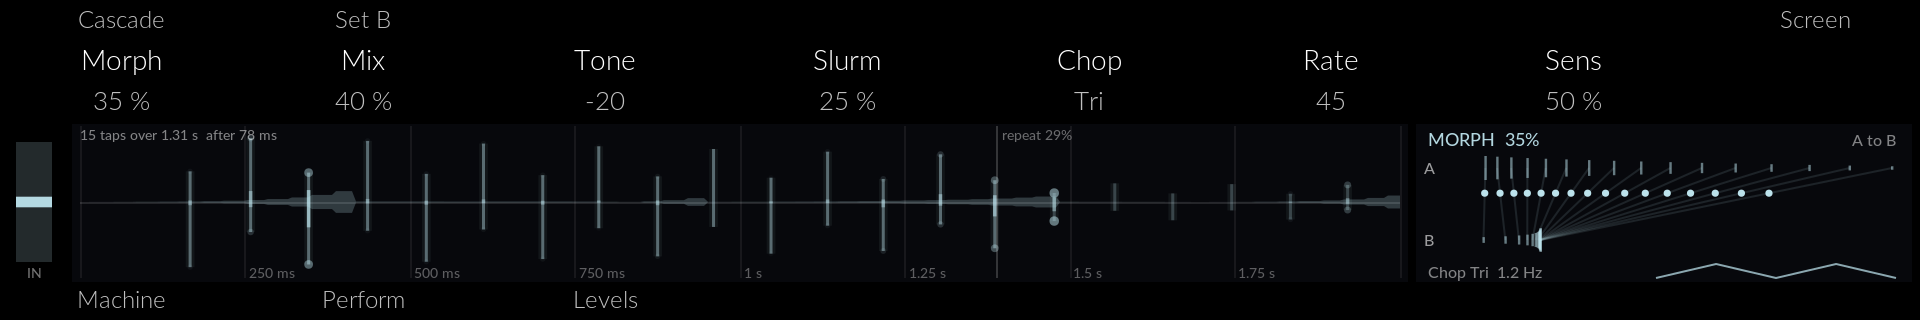 Cascade Set B Screen
Morph Mix Tone Slurm Chop Rate Sens
35 % 40 % -20 25 % Tri 45 50 %
15 taps over 1.31 s after 78 ms repeat 29% MORPH 35% A to B
A
B
IN 250 ms 500 ms 750 ms 1 s 1.25 s 1.5 s 1.75 s Chop Tri 1.2 Hz
Machine Perform Levels